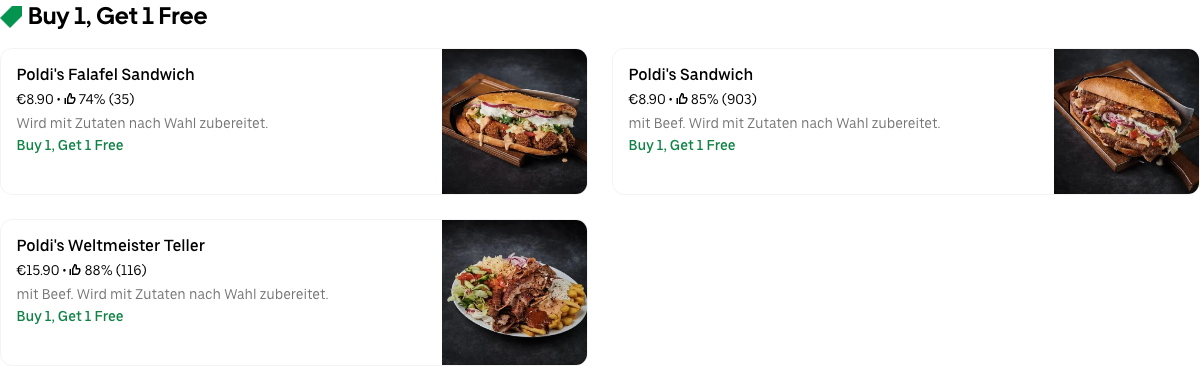 Buy 1, Get 1 Free
Poldi's Falafel Sandwich
€8.90 • 74% (35)
Wird mit Zutaten nach Wahl zubereitet.
Buy 1, Get 1 Free
Poldi's Sandwich
€8.90 • 85% (903)
mit Beef. Wird mit Zutaten nach Wahl zubereitet.
Buy 1, Get 1 Free
Poldi's Weltmeister Teller
€15.90 • 88% (116)
mit Beef. Wird mit Zutaten nach Wahl zubereitet.
Buy 1, Get 1 Free